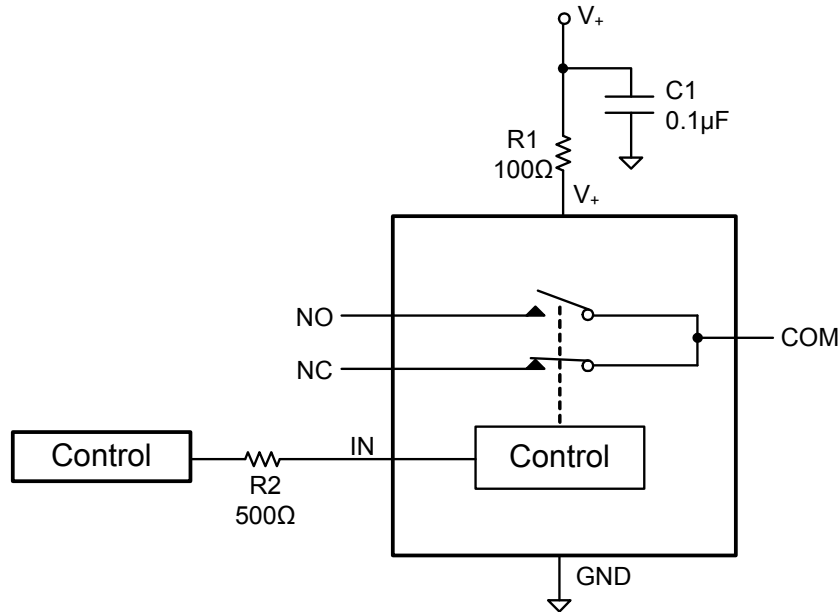 V+
C1
0.1µF
R1
100Ω
V+
NO
COM
NC
Control
IN
Control
R2
500Ω
GND